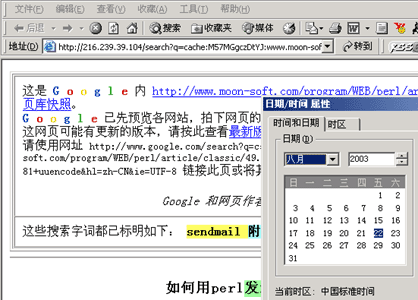 文件(F) 编辑(E) 查看(V) 收藏(A) 工具(T) 帮助(H)
后退 搜索 收藏夹 媒体
地址(D) http://216.239.39.104/search?q=cache:M57MGgczDtYJ:www.moon-sof 转到
这是 G o o g l e 内 http://www.moon-soft.com/program/WEB/perl/ar
页库快照。
G o o g l e 已先预览各网站，拍下网页的
这网页可能有更新的版本，请按此查看最新版
请使用网址 http://www.google.com/search?q=c
soft.com/program/WEB/perl/article/classic/49.
81+uuencode&hl=zh-CN&ie=UTF-8 链接此页或将其
Google 和网页作者
这些搜索字词都已标明如下： sendmail 附
如何用perl发
日期/时间 属性
时间和日期 时区
日期(D)
八月 2003
日 一 二 三 四 五 六
1 2
3 4 5 6 7 8 9
10 11 12 13 14 15 16
17 18 19 20 21 22 23
24 25 26 27 28 29 30
31
当前时区: 中国标准时间